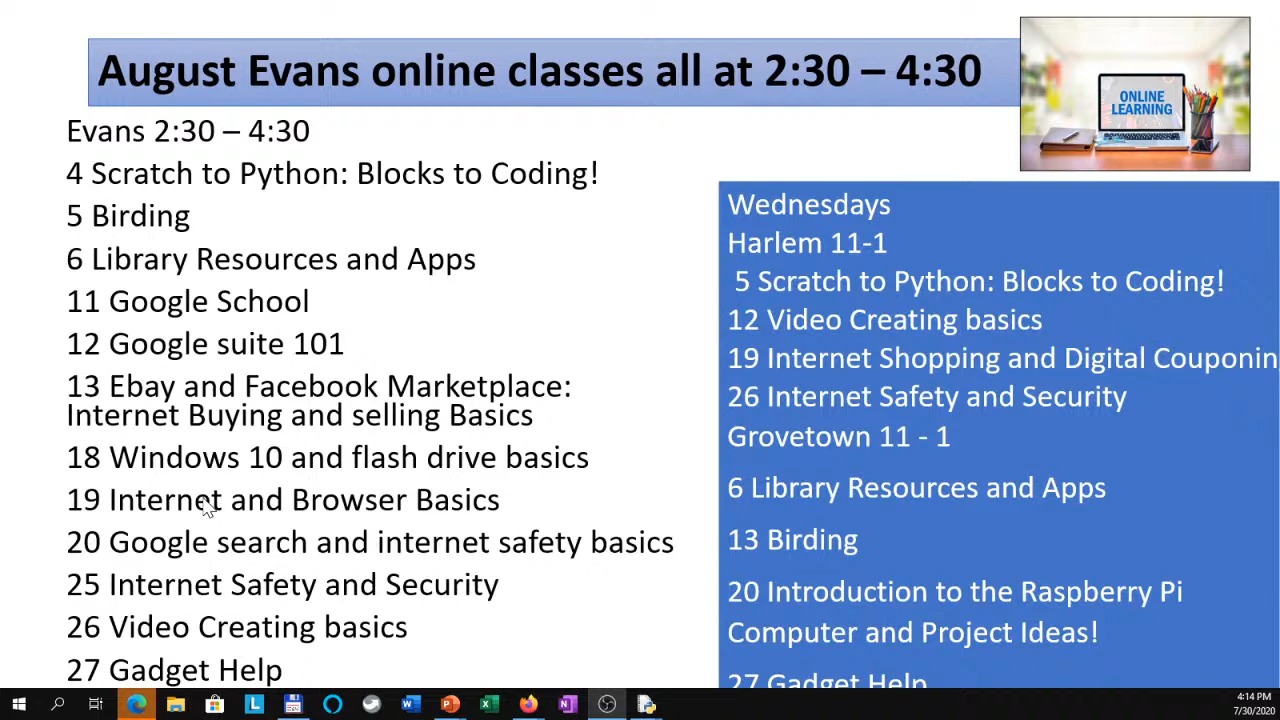 August Evans online classes all at 2:30 – 4:30
ONLINE
LEARNING
Evans 2:30 – 4:30
4 Scratch to Python: Blocks to Coding!
5 Birding
6 Library Resources and Apps
11 Google School
12 Google suite 101
13 Ebay and Facebook Marketplace:
Internet Buying and selling Basics
18 Windows 10 and flash drive basics
19 Internet and Browser Basics
20 Google search and internet safety basics
25 Internet Safety and Security
26 Video Creating basics
27 Gadget Help
Wednesdays
Harlem 11-1
5 Scratch to Python: Blocks to Coding!
12 Video Creating basics
19 Internet Shopping and Digital Couponin
26 Internet Safety and Security
Grovetown 11 - 1
6 Library Resources and Apps
13 Birding
20 Introduction to the Raspberry Pi
Computer and Project Ideas!
27 Gadget Help
4:14 PM
7/30/2020